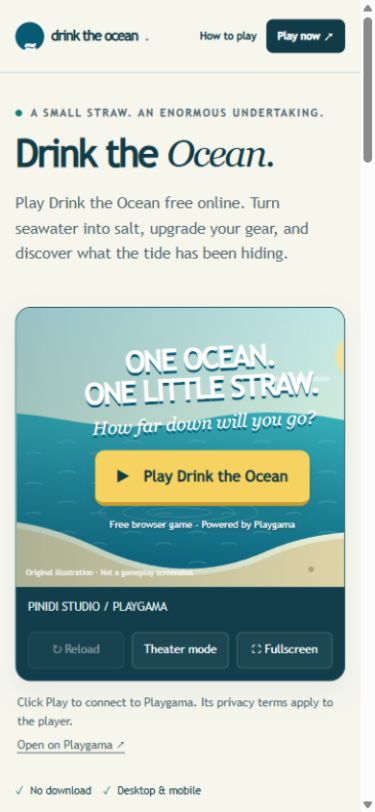 drink the ocean .
How to play
Play now ↗
A SMALL STRAW. AN ENORMOUS UNDERTAKING.
Drink the Ocean.
Play Drink the Ocean free online. Turn
seawater into salt, upgrade your gear, and
discover what the tide has been hiding.
ONE OCEAN.
ONE LITTLE STRAW.
How far down will you go?
▶ Play Drink the Ocean
Free browser game · Powered by Playgama
Original illustration · Not a gameplay screenshot
PINIDI STUDIO / PLAYGAMA
↻ Reload
Theater mode
⛶ Fullscreen
Click Play to connect to Playgama. Its privacy terms apply to
the player.
Open on Playgama ↗
✓ No download ✓ Desktop & mobile